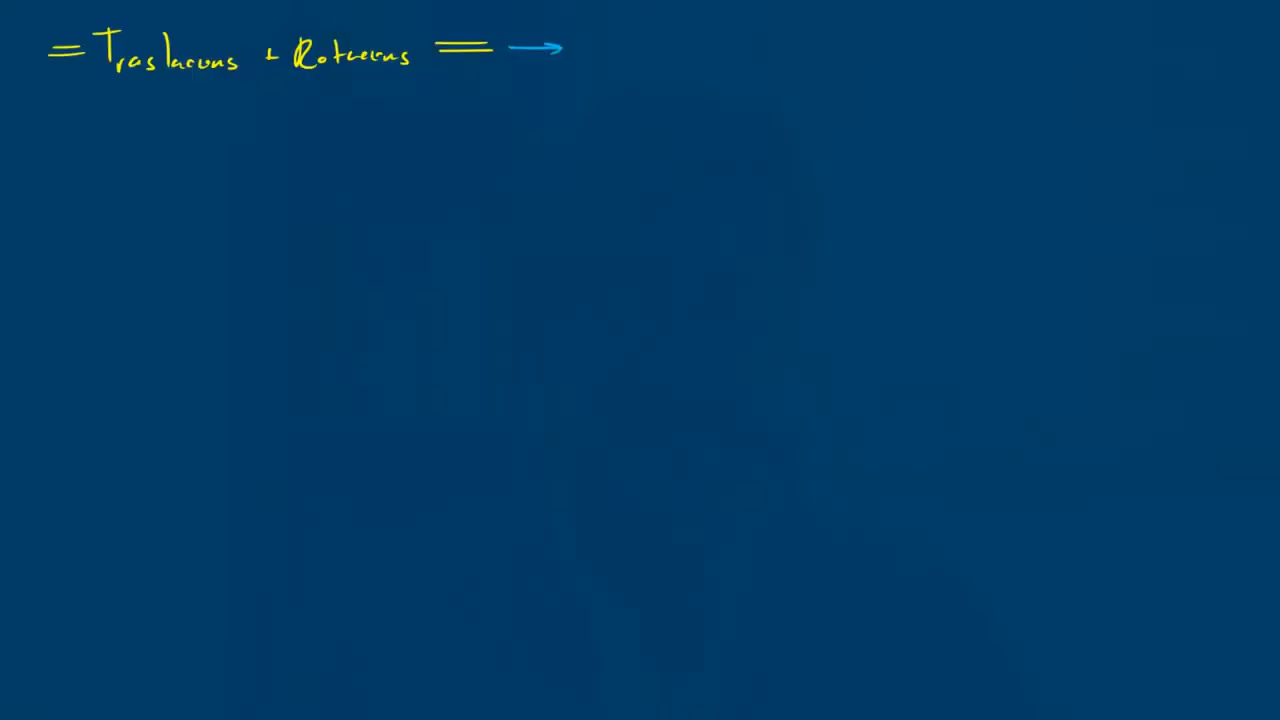 = Traslacions + Rotacions =